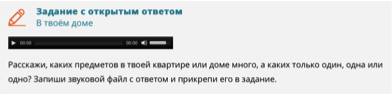 Задание с открытым ответом
В твоём доме
00:00 00:00
Расскажи, каких предметов в твоей квартире или доме много, а каких только один, одна или
одно? Запиши звуковой файл с ответом и прикрепи его в задание.